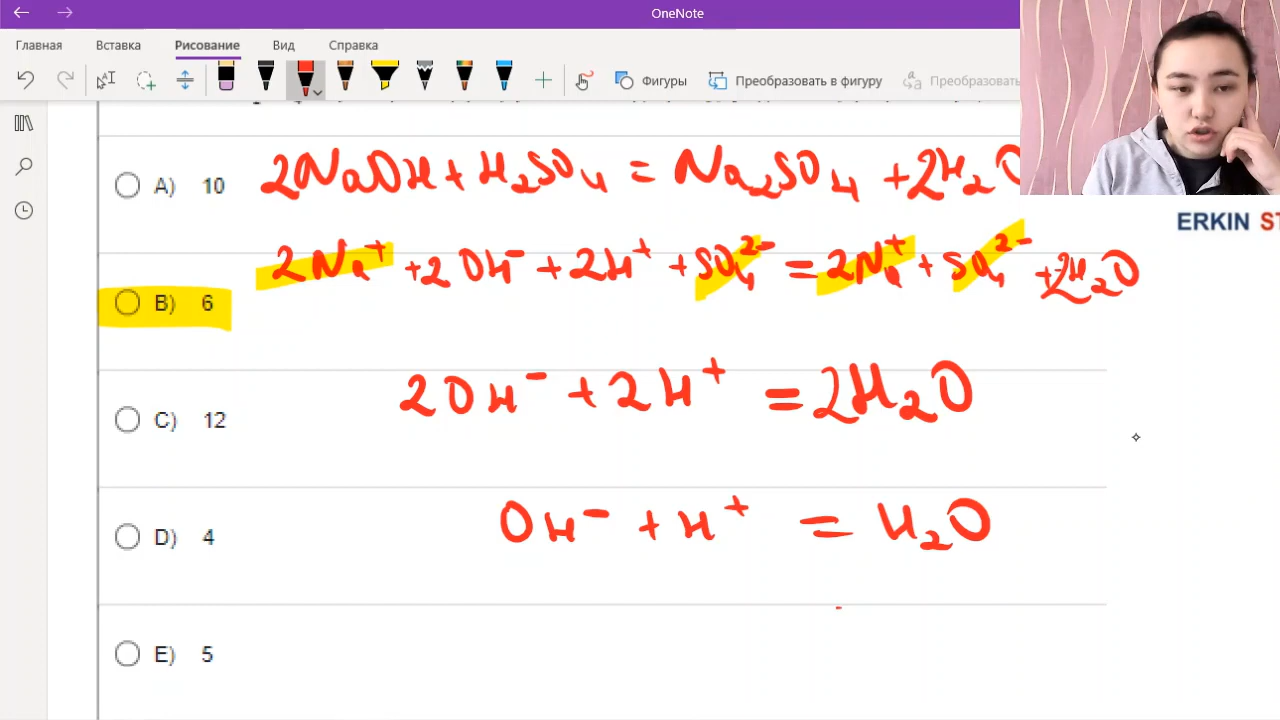 OneNote
Главная Вставка Рисование Вид Справка
Фигуры Преобразовать в фигуру Преобразовать
A) 10 2NaOH + H₂SO₄ = Na₂SO₄ + 2H₂O
ERKIN ST
2Na⁺ + 2OH⁻ + 2H⁺ + SO₄²⁻ = 2Na⁺ + SO₄²⁻ + 2H₂O
B) 6
2OH⁻ + 2H⁺ = 2H₂O
C) 12
OH⁻ + H⁺ = H₂O
D) 4
E) 5